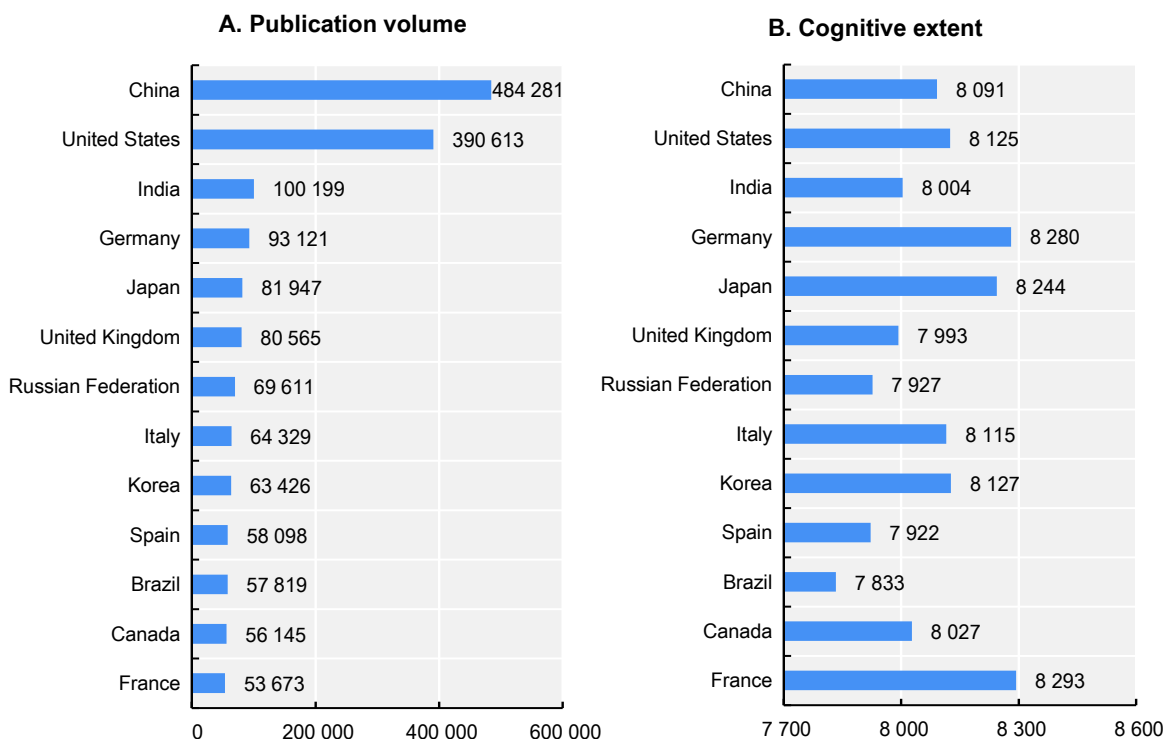 A. Publication volume
China 484 281
United States 390 613
India 100 199
Germany 93 121
Japan 81 947
United Kingdom 80 565
Russian Federation 69 611
Italy 64 329
Korea 63 426
Spain 58 098
Brazil 57 819
Canada 56 145
France 53 673
0 200 000 400 000 600 000
B. Cognitive extent
China 8 091
United States 8 125
India 8 004
Germany 8 280
Japan 8 244
United Kingdom 7 993
Russian Federation 7 927
Italy 8 115
Korea 8 127
Spain 7 922
Brazil 7 833
Canada 8 027
France 8 293
7 700 8 000 8 300 8 600